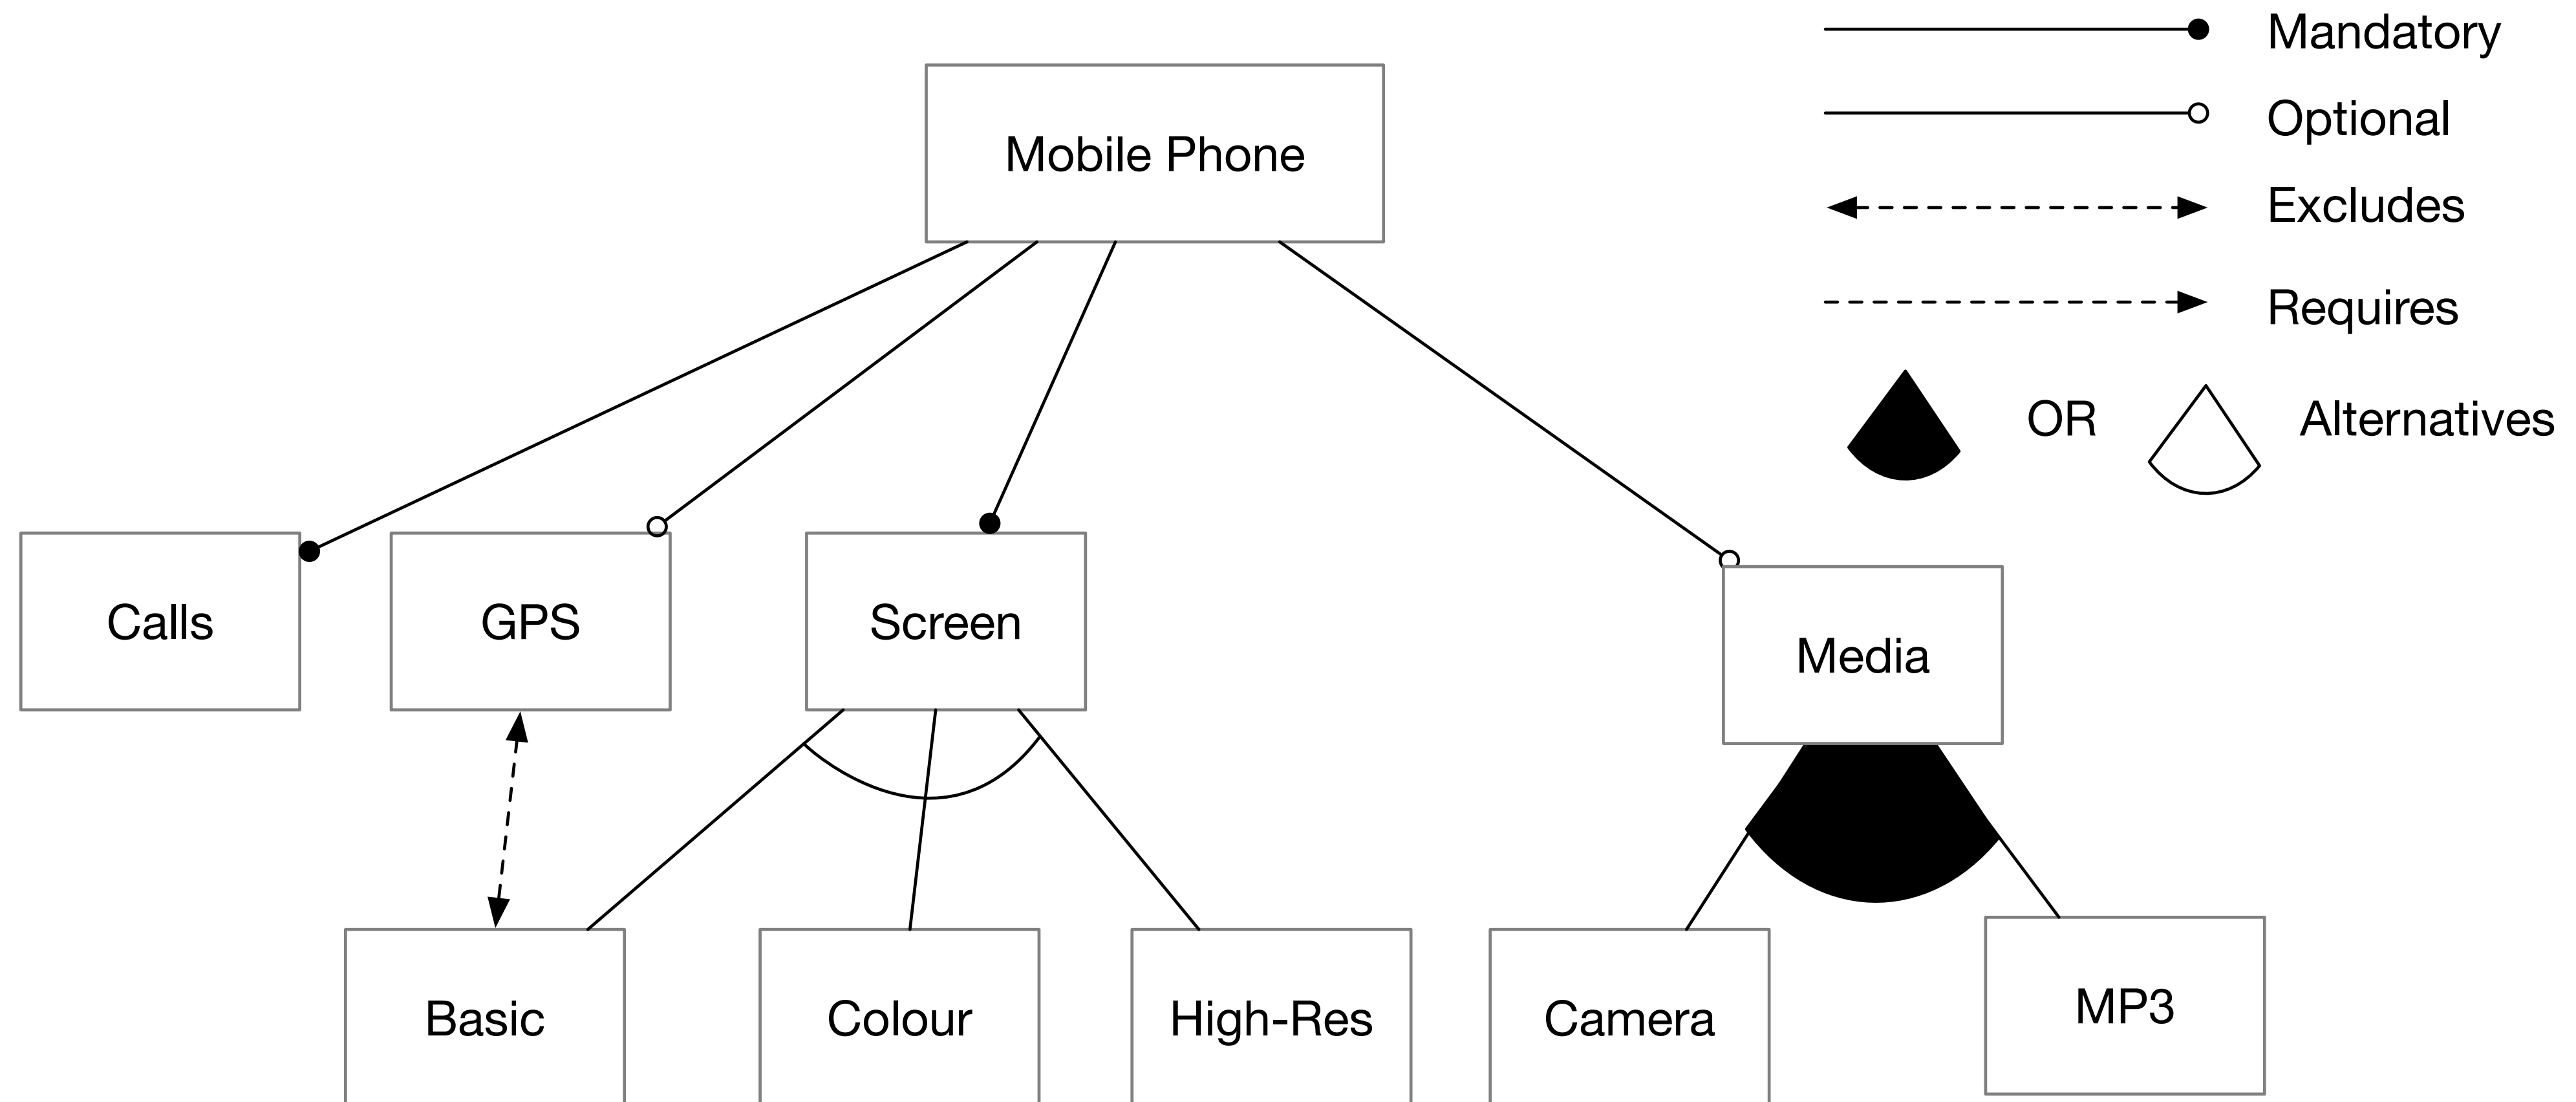 Mandatory
Optional
Excludes
Requires
OR Alternatives
Mobile Phone
Calls GPS Screen Media
Basic Colour High-Res Camera MP3